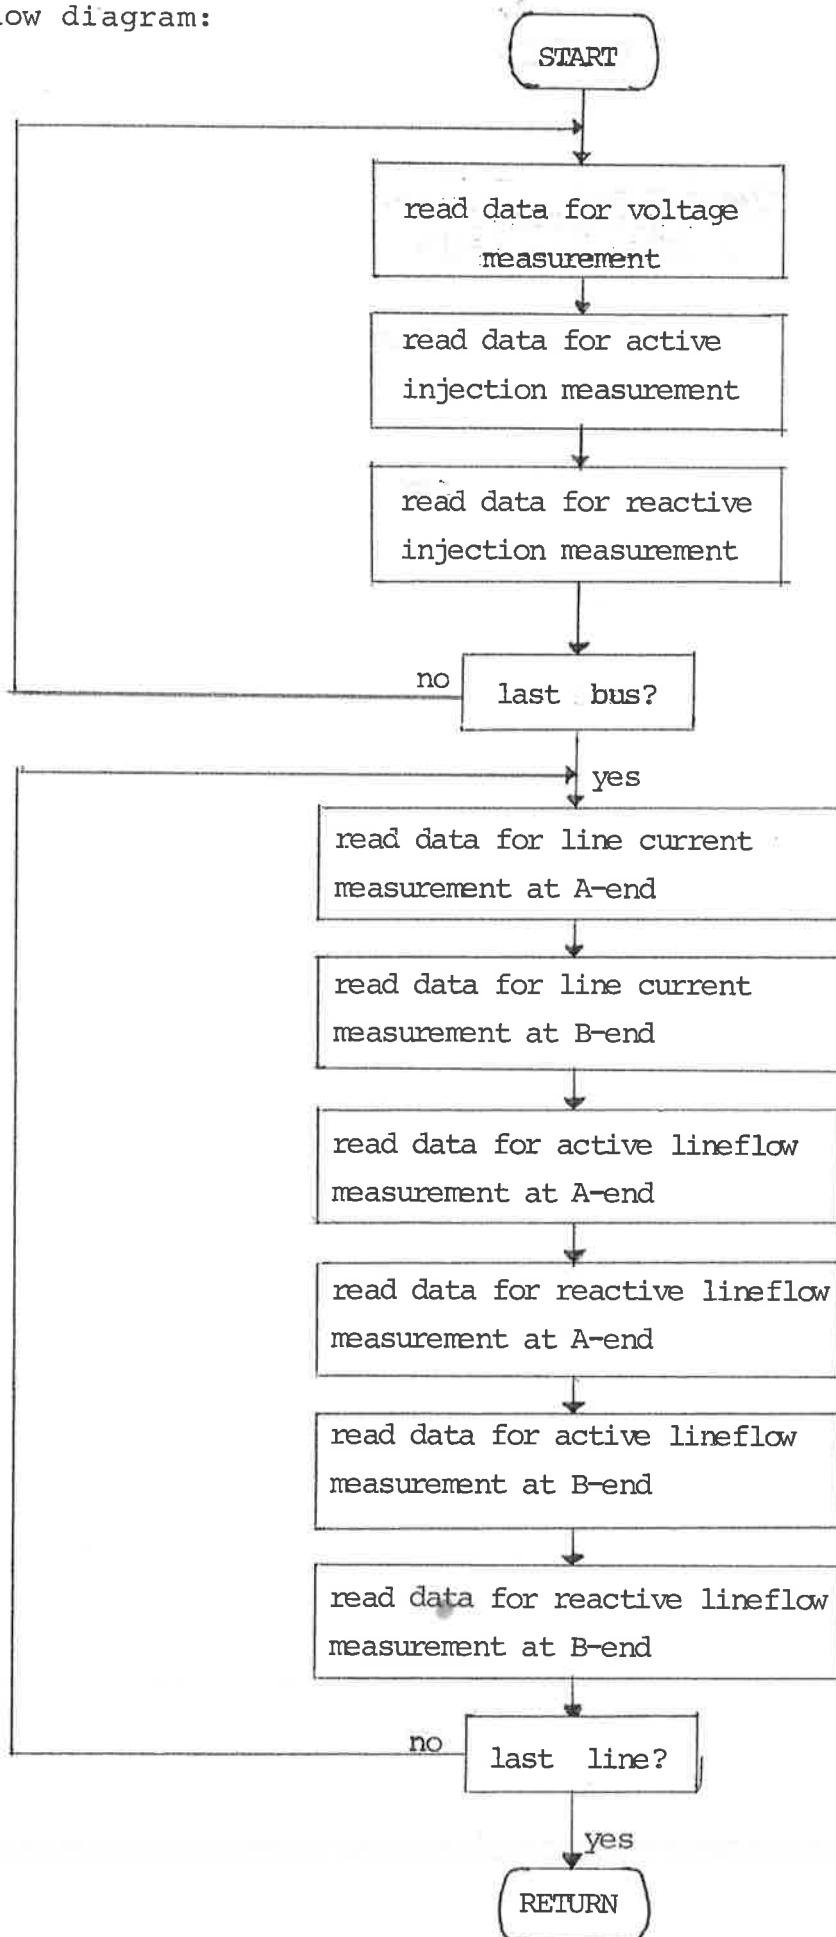 low diagram:
START
read data for voltage
measurement
read data for active
injection measurement
read data for reactive
injection measurement
no
last bus?
yes
read data for line current
measurement at A-end
read data for line current
measurement at B-end
read data for active lineflow
measurement at A-end
read data for reactive lineflow
measurement at A-end
read data for active lineflow
measurement at B-end
read data for reactive lineflow
measurement at B-end
no
last line?
yes
RETURN